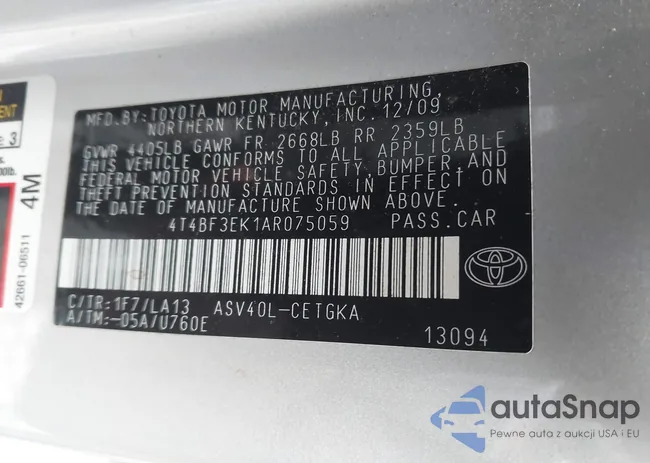 MFD.BY:TOYOTA MOTOR MANUFACTURING,
NORTHERN KENTUCKY,INC. 12/09
GVWR 4405LB GAWR FR 2668LB RR 2359LB
THIS VEHICLE CONFORMS TO ALL APPLICABLE
FEDERAL MOTOR VEHICLE SAFETY,BUMPER,AND
THEFT PREVENTION STANDARDS IN EFFECT ON
THE DATE OF MANUFACTURE SHOWN ABOVE.
4T4BF3EK1AR075059 PASS.CAR
C/TR:1F7/LA13 ASV40L-CETGKA
A/TM:-05A/U760E
13094
3
4M
42661-06511
autaSnap
Pewne auta z aukcji USA i EU